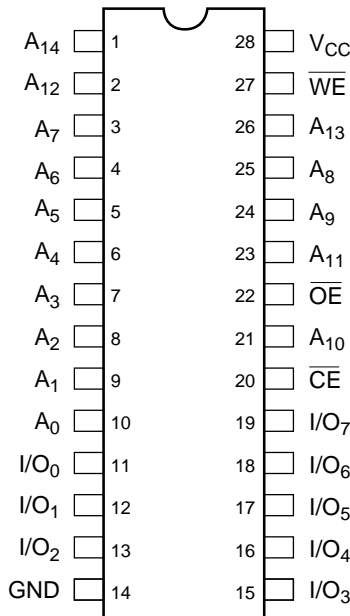 A14 1 28 VCC
A12 2 27 WE
A7 3 26 A13
A6 4 25 A8
A5 5 24 A9
A4 6 23 A11
A3 7 22 OE
A2 8 21 A10
A1 9 20 CE
A0 10 19 I/O7
I/O0 11 18 I/O6
I/O1 12 17 I/O5
I/O2 13 16 I/O4
GND 14 15 I/O3